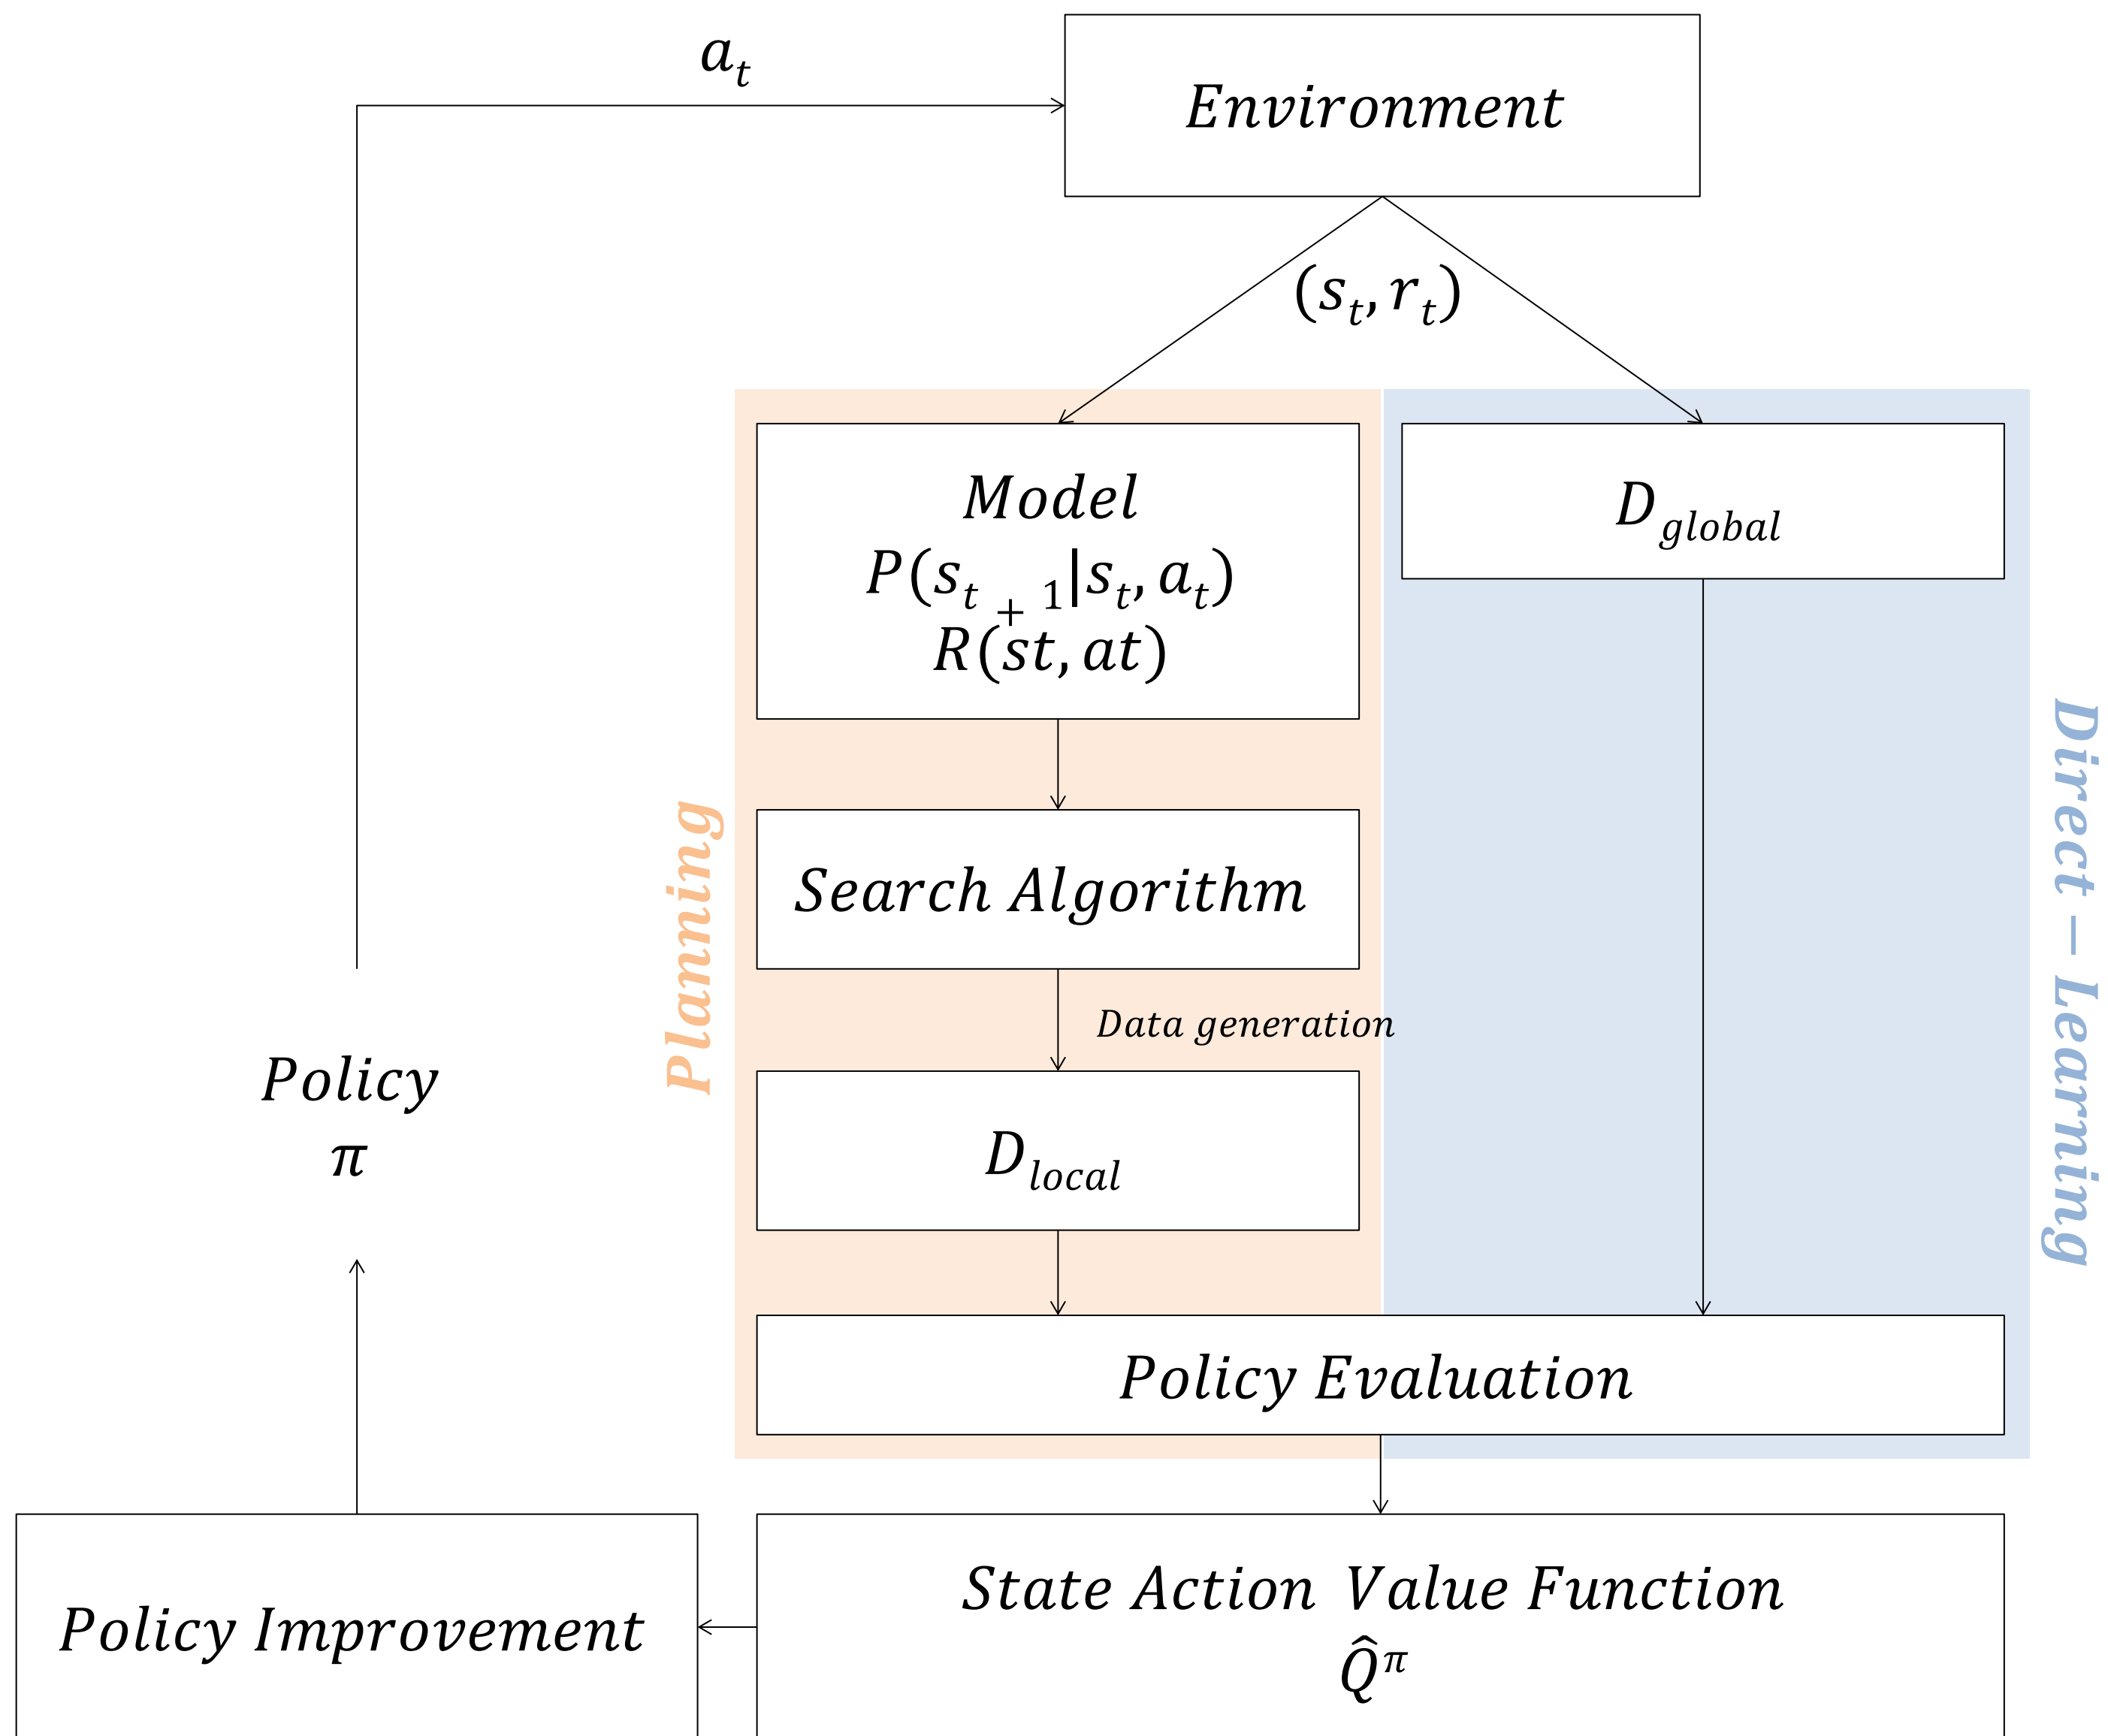 a_t
Environment
(s_t, r_t)
Model
P(s_t + 1|s_t, a_t)
R(st, at)
D_global
Search Algorithm
Planning
Direct – Learning
Data generation
Policy
π
D_local
Policy Evaluation
State Action Value Function
Q̂^π
Policy Improvement